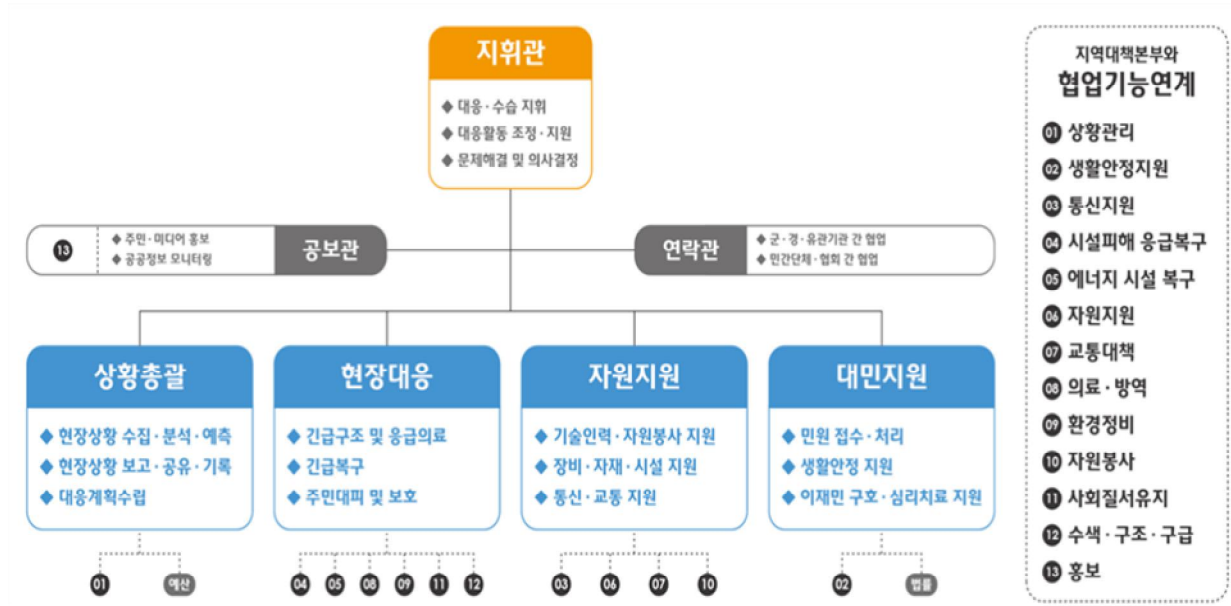 지휘관
◆ 대응·수습 지휘
◆ 대응활동 조정·지원
◆ 문제해결 및 의사결정
13
◆ 주민·미디어 홍보
◆ 공공정보 모니터링
공보관
연락관
◆ 군·경·유관기관 간 협업
◆ 민간단체·협회 간 협업
상황총괄
◆ 현장상황 수집·분석·예측
◆ 현장상황 보고·공유·기록
◆ 대응계획수립
01 예산
현장대응
◆ 긴급구조 및 응급의료
◆ 긴급복구
◆ 주민대피 및 보호
04 05 08 09 11 12
자원지원
◆ 기술인력·자원봉사 지원
◆ 장비·자재·시설 지원
◆ 통신·교통 지원
03 06 07 10
대민지원
◆ 민원 접수·처리
◆ 생활안정 지원
◆ 이재민 구호·심리치료 지원
02 법률
지역대책본부와
협업기능연계
01 상황관리
02 생활안정지원
03 통신지원
04 시설피해 응급복구
05 에너지 시설 복구
06 자원지원
07 교통대책
08 의료·방역
09 환경정비
10 자원봉사
11 사회질서유지
12 수색·구조·구급
13 홍보